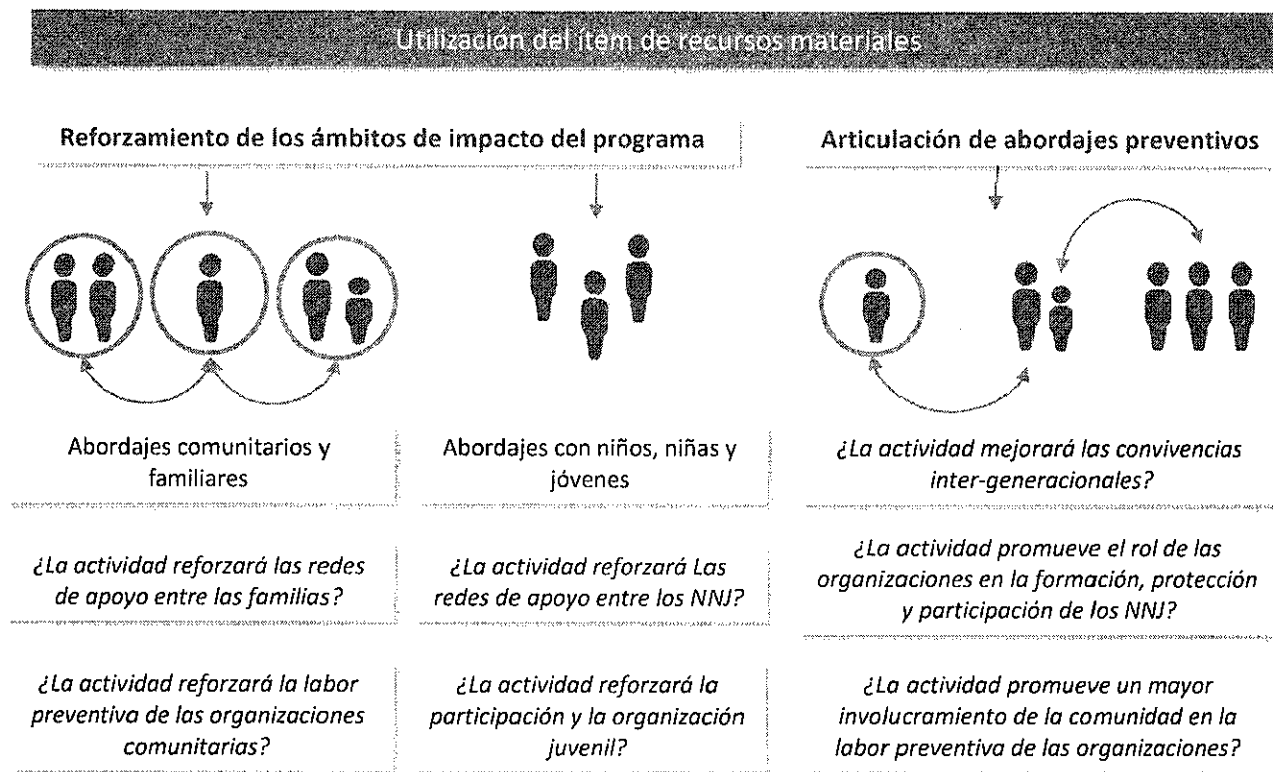 Utilización del ítem de recursos materiales
Reforzamiento de los ámbitos de impacto del programa
Articulación de abordajes preventivos
Abordajes comunitarios y
familiares
¿La actividad reforzará las redes
de apoyo entre las familias?
¿La actividad reforzará la labor
preventiva de las organizaciones
comunitarias?
Abordajes con niños, niñas y
jóvenes
¿La actividad reforzará Las
redes de apoyo entre los NNJ?
¿La actividad reforzará la
participación y la organización
juvenil?
¿La actividad mejorará las convivencias
inter-generacionales?
¿La actividad promueve el rol de las
organizaciones en la formación, protección
y participación de los NNJ?
¿La actividad promueve un mayor
involucramiento de la comunidad en la
labor preventiva de las organizaciones?